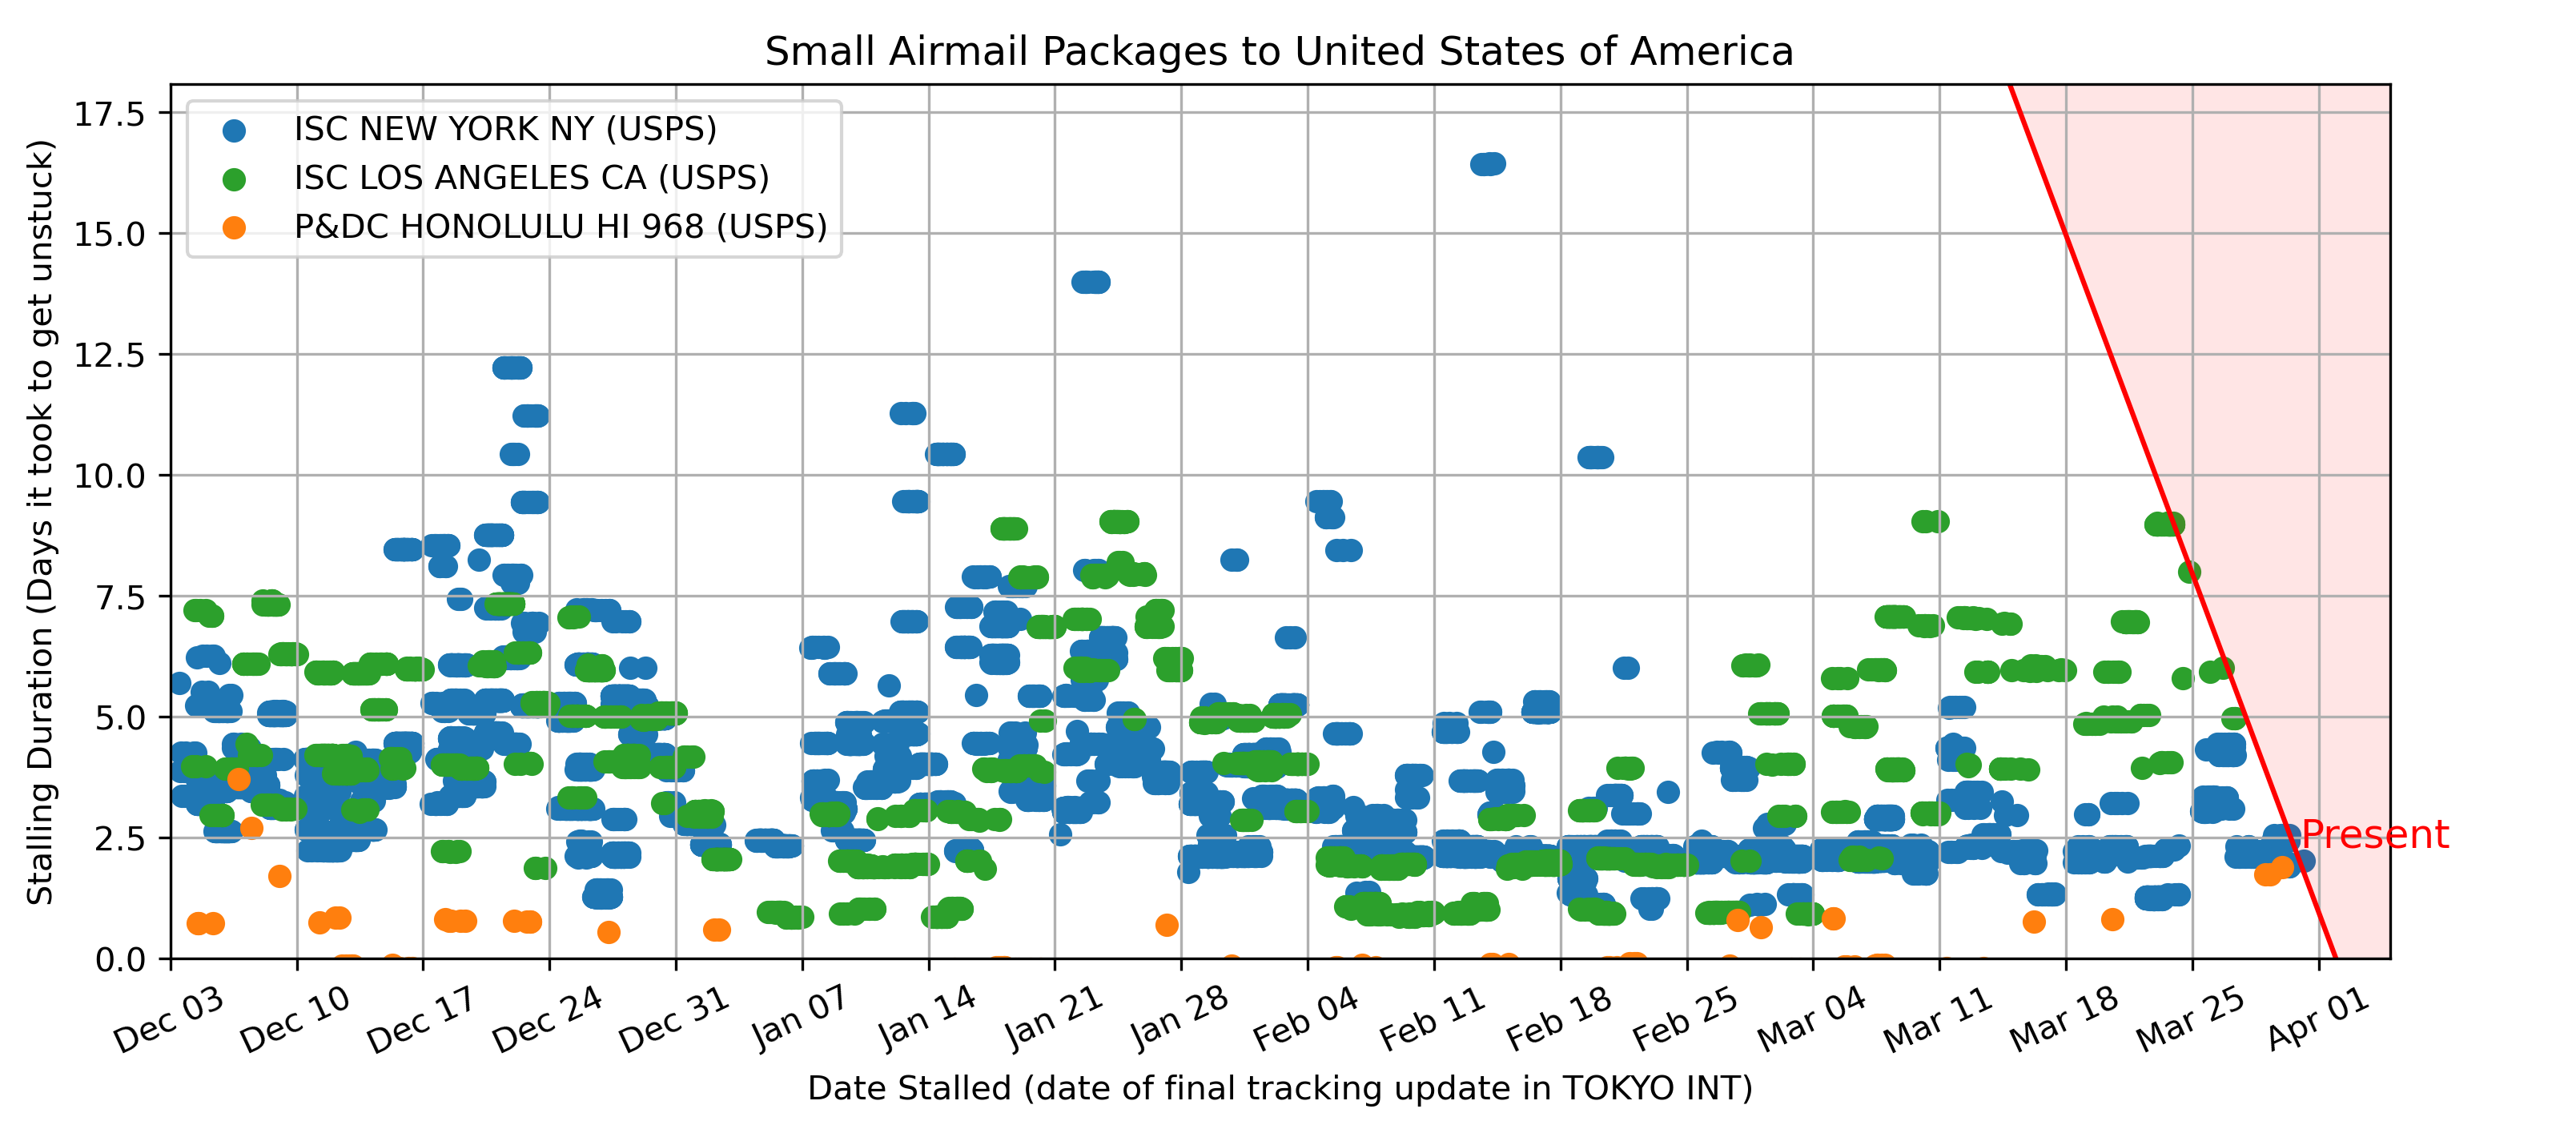 Small Airmail Packages to United States of America
17.5
15.0
12.5
10.0
7.5
5.0
2.5
0.0
Stalling Duration (Days it took to get unstuck)
ISC NEW YORK NY (USPS)
ISC LOS ANGELES CA (USPS)
P&DC HONOLULU HI 968 (USPS)
Present
Dec 03
Dec 10
Dec 17
Dec 24
Dec 31
Jan 07
Jan 14
Jan 21
Jan 28
Feb 04
Feb 11
Feb 18
Feb 25
Mar 04
Mar 11
Mar 18
Mar 25
Apr 01
Date Stalled (date of final tracking update in TOKYO INT)